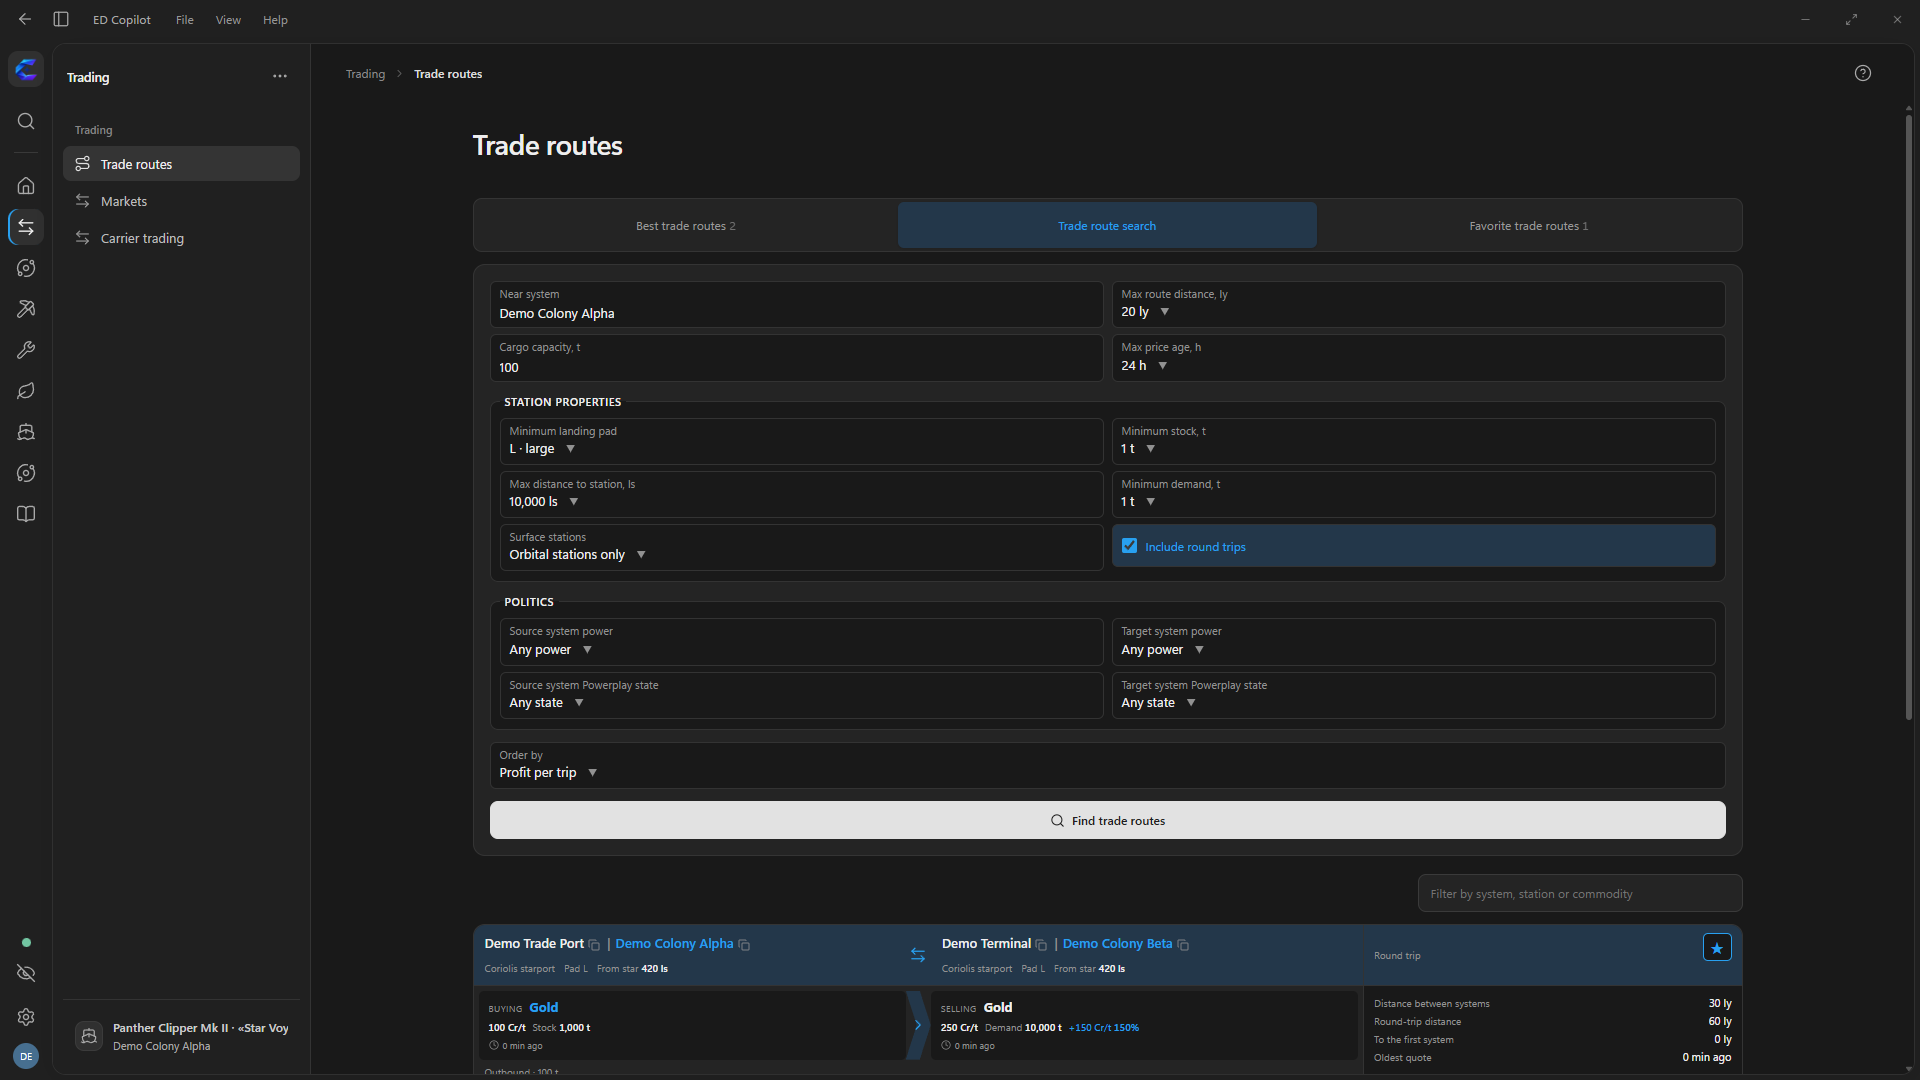 ED Copilot File View Help
Trading
Trading
Trade routes
Markets
Carrier trading
Panther Clipper Mk II · «Star Voy
Demo Colony Alpha
DE
Trading > Trade routes
Trade routes
Best trade routes 2
Trade route search
Favorite trade routes 1
Near system
Demo Colony Alpha
Max route distance, ly
20 ly
Cargo capacity, t
100
Max price age, h
24 h
STATION PROPERTIES
Minimum landing pad
L · large
Minimum stock, t
1 t
Max distance to station, ls
10,000 ls
Minimum demand, t
1 t
Surface stations
Orbital stations only
Include round trips
POLITICS
Source system power
Any power
Target system power
Any power
Source system Powerplay state
Any state
Target system Powerplay state
Any state
Order by
Profit per trip
Find trade routes
Filter by system, station or commodity
Demo Trade Port | Demo Colony Alpha
Coriolis starport Pad L From star 420 ls
Demo Terminal | Demo Colony Beta
Coriolis starport Pad L From star 420 ls
Round trip
BUYING Gold
100 Cr/t Stock 1,000 t
0 min ago
SELLING Gold
250 Cr/t Demand 10,000 t +150 Cr/t 150%
0 min ago
Distance between systems 30 ly
Round-trip distance 60 ly
To the first system 0 ly
Oldest quote 0 min ago
Outbound · 100 t